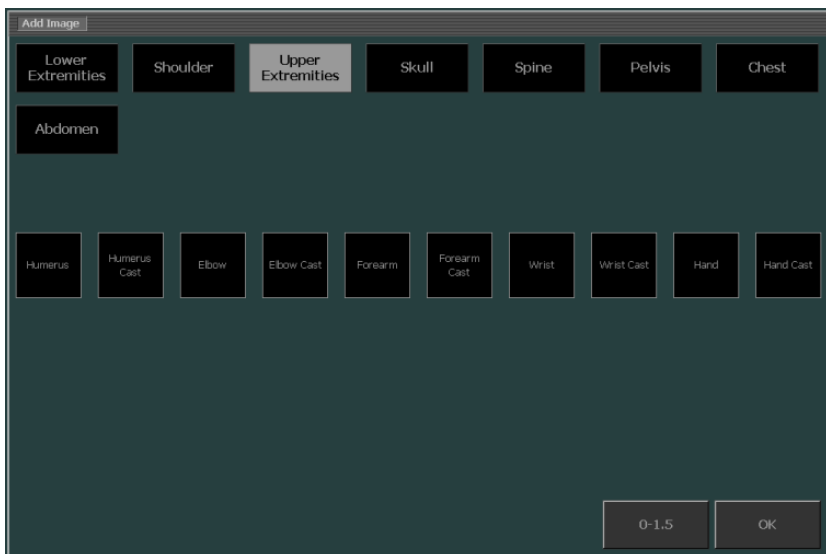 Add Image
Lower
Extremities
Shoulder
Upper
Extremities
Skull
Spine
Pelvis
Chest
Abdomen
Humerus
Humerus
Cast
Elbow
Elbow Cast
Forearm
Forearm
Cast
Wrist
Wrist Cast
Hand
Hand Cast
0-1.5
OK